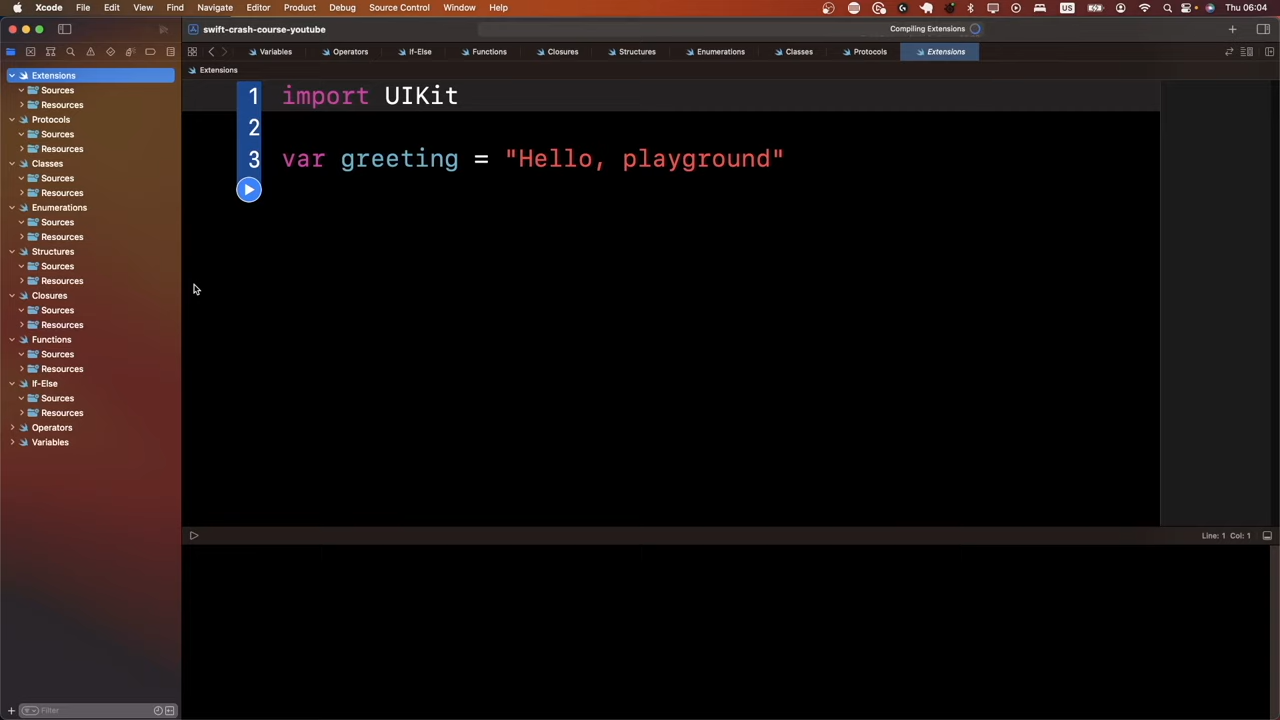 Xcode File Edit View Find Navigate Editor Product Debug Source Control Window Help US Thu 06:04
swift-crash-course-youtube Compiling Extensions
Variables Operators If-Else Functions Closures Structures Enumerations Classes Protocols Extensions
Extensions
Extensions
Sources
Resources
Protocols
Sources
Resources
Classes
Sources
Resources
Enumerations
Sources
Resources
Structures
Sources
Resources
Closures
Sources
Resources
Functions
Sources
Resources
If-Else
Sources
Resources
Operators
Variables
1 import UIKit
2
3 var greeting = "Hello, playground"
Line: 1 Col: 1
Filter